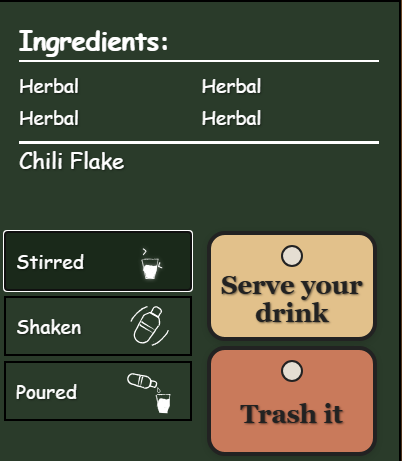 Ingredients:
Herbal Herbal
Herbal Herbal
Chili Flake
Stirred
Shaken
Poured
Serve your
drink
Trash it